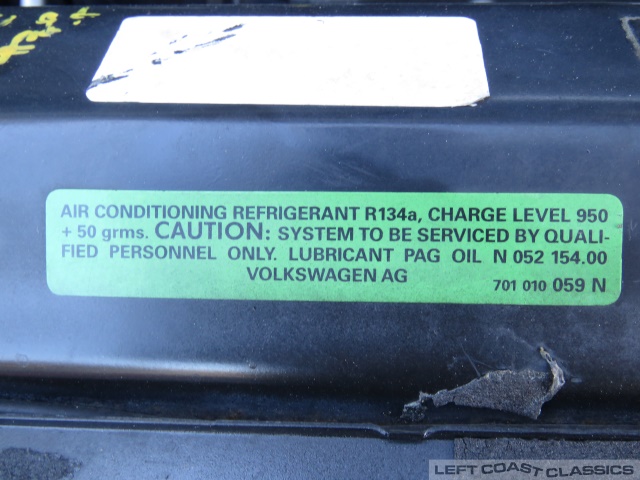 AIR CONDITIONING REFRIGERANT R134a, CHARGE LEVEL 950
+ 50 grms. CAUTION: SYSTEM TO BE SERVICED BY QUALI-
FIED PERSONNEL ONLY. LUBRICANT PAG OIL N 052 154.00
VOLKSWAGEN AG
701 010 059 N
LEFT COAST CLASSICS